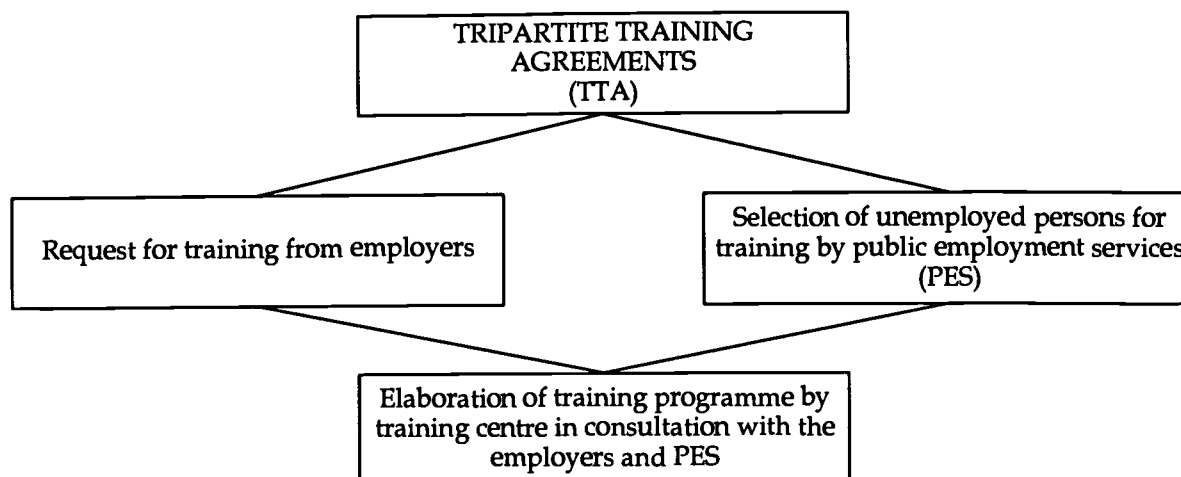 TRIPARTITE TRAINING
AGREEMENTS
(TTA)
Request for training from employers
Selection of unemployed persons for
training by public employment services
(PES)
Elaboration of training programme by
training centre in consultation with the
employers and PES